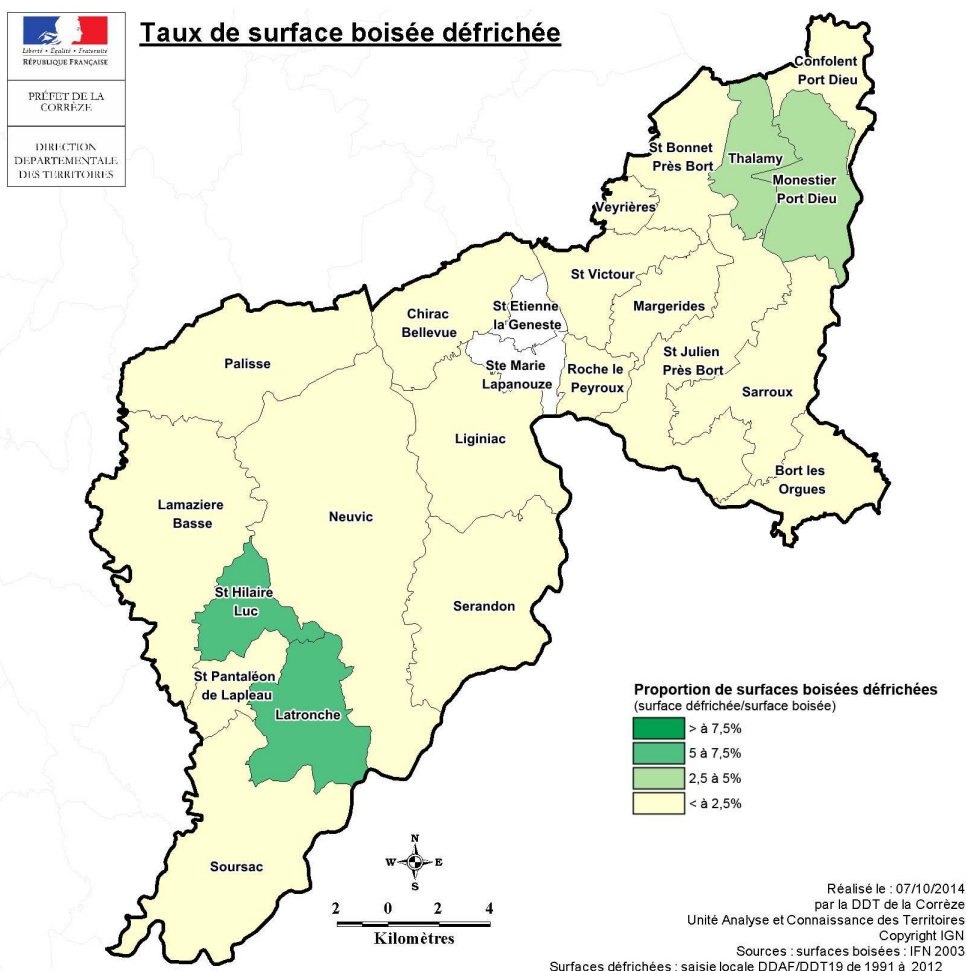 Taux de surface boisée défrichée
Liberté • Égalité • Fraternité
RÉPUBLIQUE FRANÇAISE
PRÉFET DE LA
CORRÈZE
DIRECTION
DEPARTEMENTALE
DES TERRITOIRES
Confolent
Port Dieu
St Bonnet
Près Bort
Thalamy
Monestier
Port Dieu
Veyrières
St Victour
Margerides
St Etienne
la Geneste
Chirac
Bellevue
Palisse
Ste Marie
Lapanouze
Roche le
Peyroux
St Julien
Près Bort
Sarroux
Liginiac
Bort les
Orgues
Lamaziere
Basse
Neuvic
St Hilaire
Luc
Serandon
St Pantaléon
de Lapleau
Latronche
Soursac
Proportion de surfaces boisées défrichées
(surface défrichée/surface boisée)
> à 7,5%
5 à 7,5%
2,5 à 5%
< à 2,5%
N
W E
S
2 0 2 4
Kilomètres
Réalisé le : 07/10/2014
par la DDT de la Corrèze
Unité Analyse et Connaissance des Territoires
Copyright IGN
Sources : surfaces boisées : IFN 2003
Surfaces défrichées : saisie locale DDAF/DDT19 de 1991 à 2012